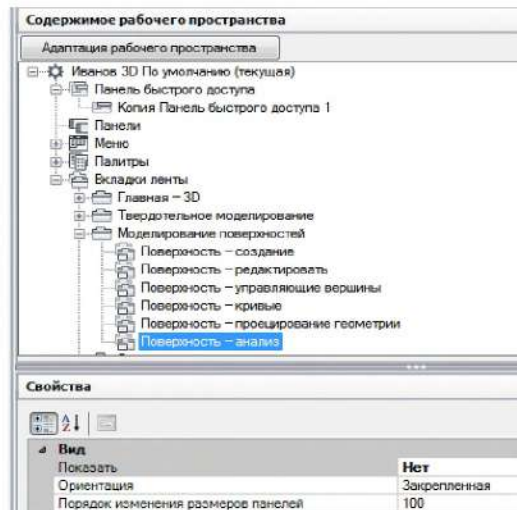 Содержимое рабочего пространства
Адаптация рабочего пространства
Иванов 3D По умолчанию (текущая)
Панель быстрого доступа
Копия Панель быстрого доступа 1
Панели
Меню
Палитры
Вкладки ленты
Главная – 3D
Твердотельное моделирование
Моделирование поверхностей
Поверхность – создание
Поверхность – редактировать
Поверхность – управляющие вершины
Поверхность – кривые
Поверхность – проецирование геометрии
Поверхность – анализ
Свойства
Вид
Показать Нет
Ориентация Закрепленная
Порядок изменения размеров панелей 100